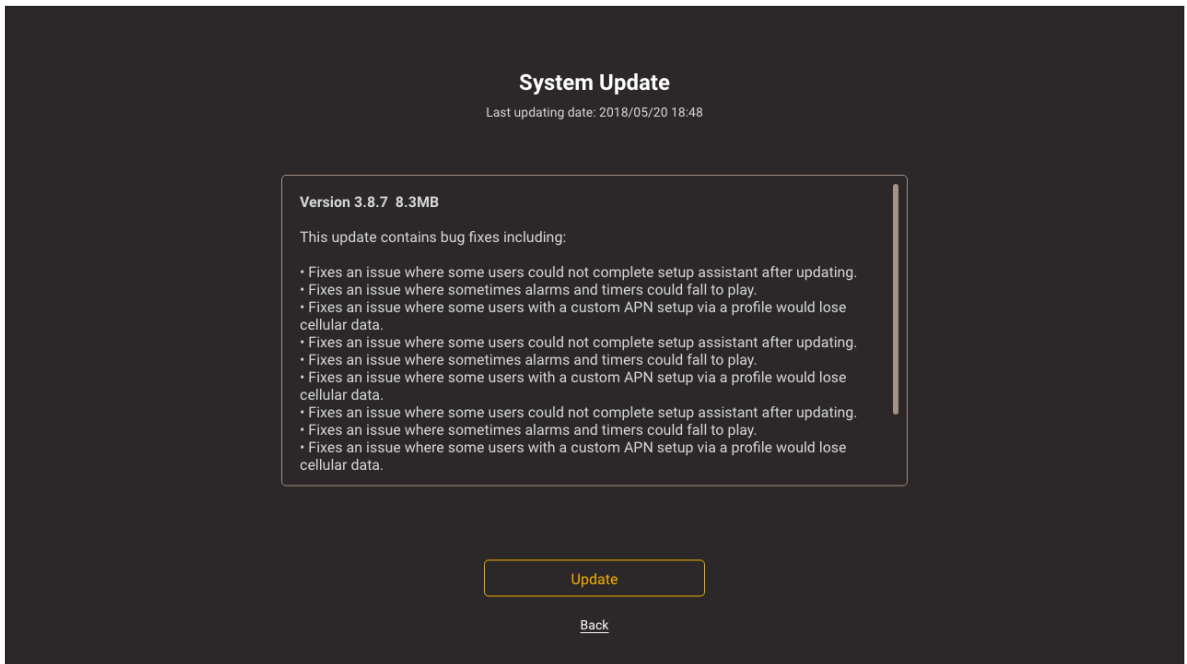 System Update
Last updating date: 2018/05/20 18:48
Version 3.8.7  8.3MB
This update contains bug fixes including:
• Fixes an issue where some users could not complete setup assistant after updating.
• Fixes an issue where sometimes alarms and timers could fall to play.
• Fixes an issue where some users with a custom APN setup via a profile would lose
cellular data.
• Fixes an issue where some users could not complete setup assistant after updating.
• Fixes an issue where sometimes alarms and timers could fall to play.
• Fixes an issue where some users with a custom APN setup via a profile would lose
cellular data.
• Fixes an issue where some users could not complete setup assistant after updating.
• Fixes an issue where sometimes alarms and timers could fall to play.
• Fixes an issue where some users with a custom APN setup via a profile would lose
cellular data.
Update
Back